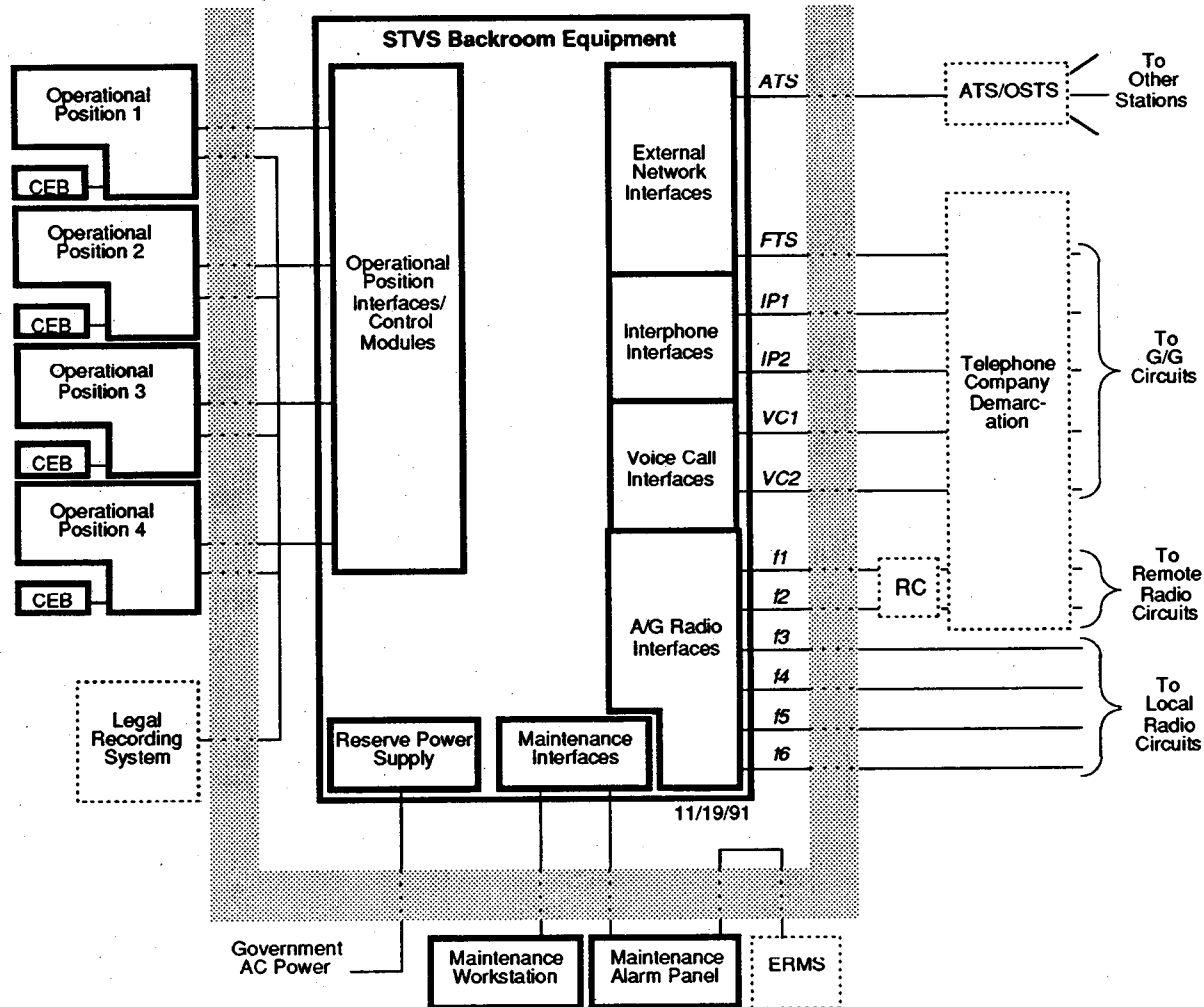 STVS Backroom Equipment
Operational
Position 1
CEB
Operational
Position 2
CEB
Operational
Position 3
CEB
Operational
Position 4
CEB
Legal
Recording
System
Operational
Position
Interfaces/
Control
Modules
External
Network
Interfaces
Interphone
Interfaces
Voice Call
Interfaces
A/G Radio
Interfaces
Reserve Power
Supply
Maintenance
Interfaces
11/19/91
ATS
FTS
IP1
IP2
VC1
VC2
f1
f2
f3
f4
f5
f6
ATS/OSTS
To
Other
Stations
Telephone
Company
Demarc-
ation
RC
To
G/G
Circuits
To
Remote
Radio
Circuits
To
Local
Radio
Circuits
Government
AC Power
Maintenance
Workstation
Maintenance
Alarm Panel
ERMS